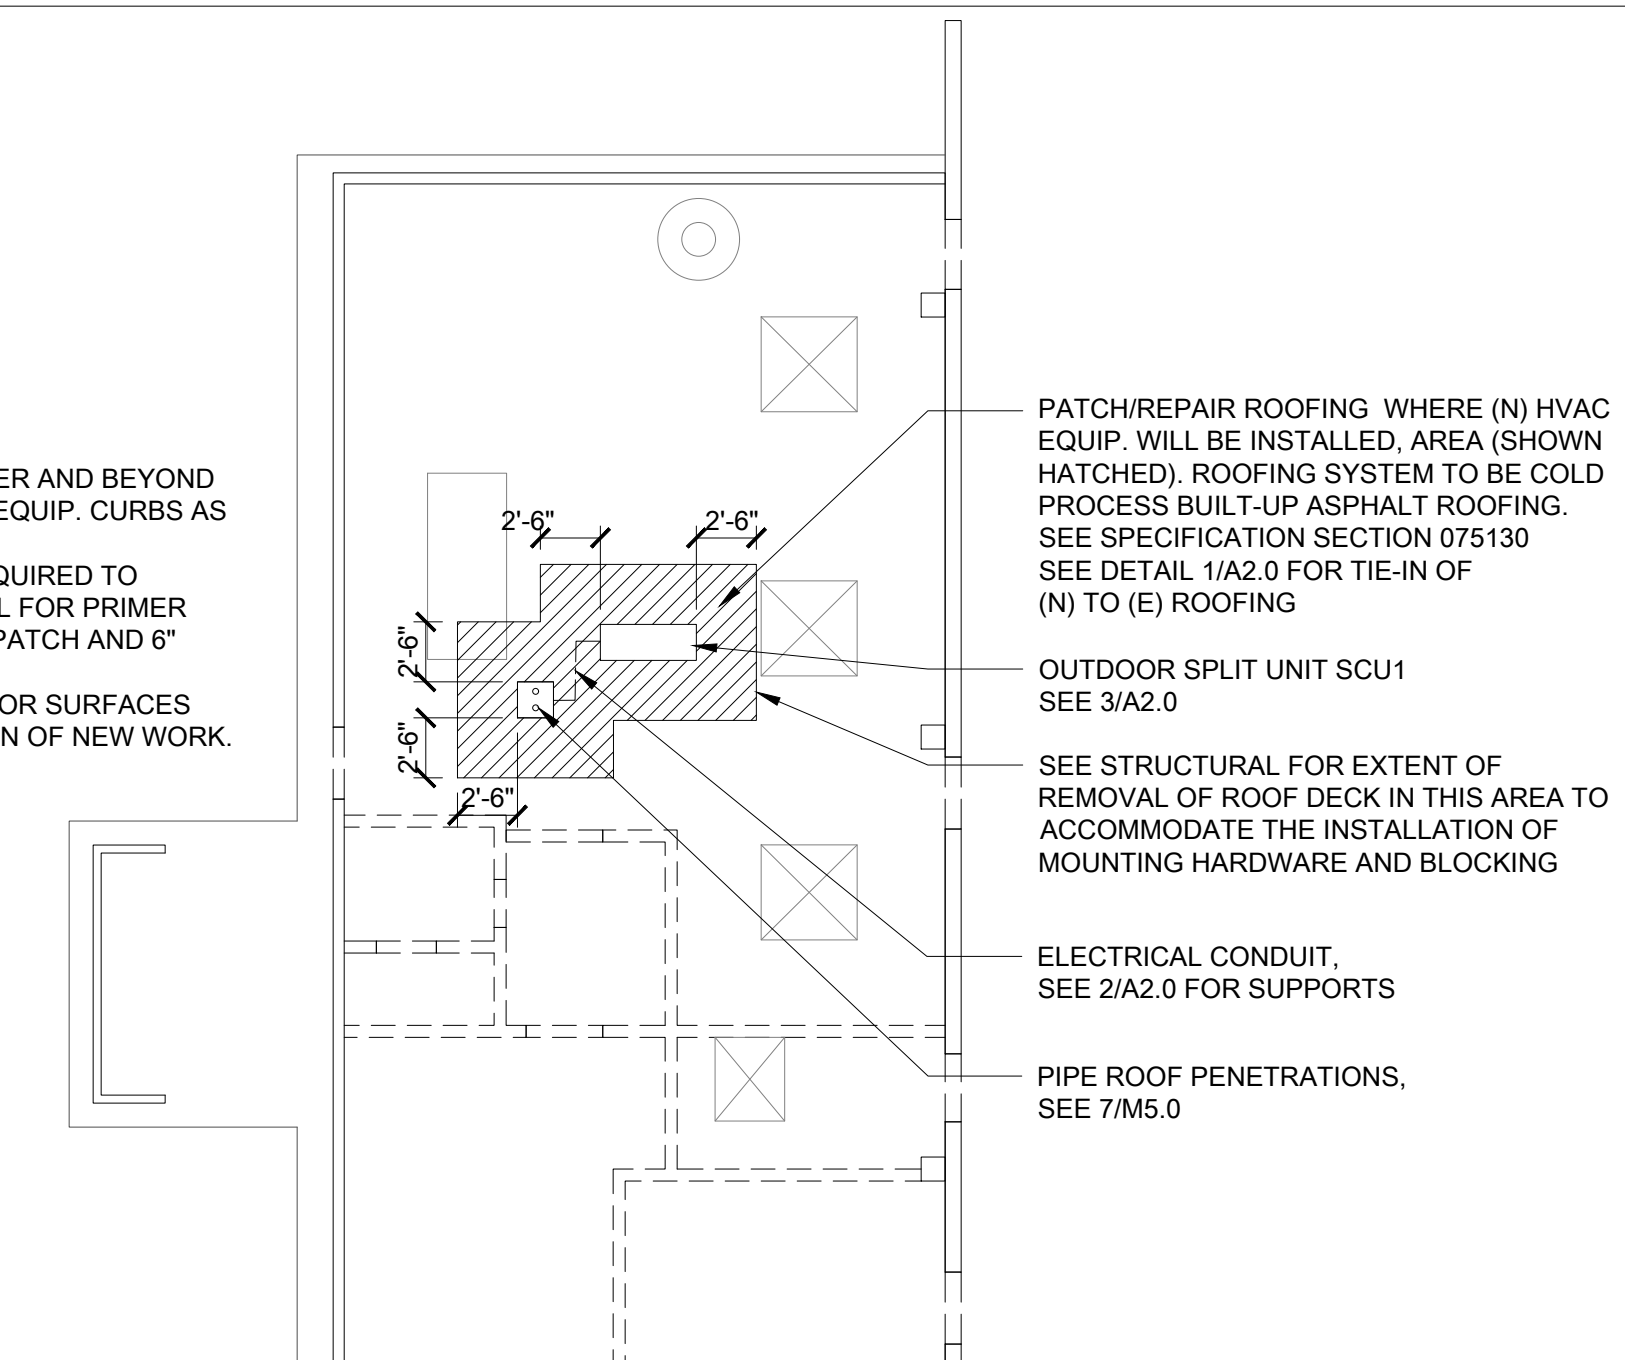 ER AND BEYOND
EQUIP. CURBS AS
QUIRED TO
L FOR PRIMER
PATCH AND 6"
OR SURFACES
N OF NEW WORK.
2'-6"
2'-6"
2'-6"
2'-6"
2'-6"
PATCH/REPAIR ROOFING WHERE (N) HVAC
EQUIP. WILL BE INSTALLED, AREA (SHOWN
HATCHED). ROOFING SYSTEM TO BE COLD
PROCESS BUILT-UP ASPHALT ROOFING.
SEE SPECIFICATION SECTION 075130
SEE DETAIL 1/A2.0 FOR TIE-IN OF
(N) TO (E) ROOFING
OUTDOOR SPLIT UNIT SCU1
SEE 3/A2.0
SEE STRUCTURAL FOR EXTENT OF
REMOVAL OF ROOF DECK IN THIS AREA TO
ACCOMMODATE THE INSTALLATION OF
MOUNTING HARDWARE AND BLOCKING
ELECTRICAL CONDUIT,
SEE 2/A2.0 FOR SUPPORTS
PIPE ROOF PENETRATIONS,
SEE 7/M5.0